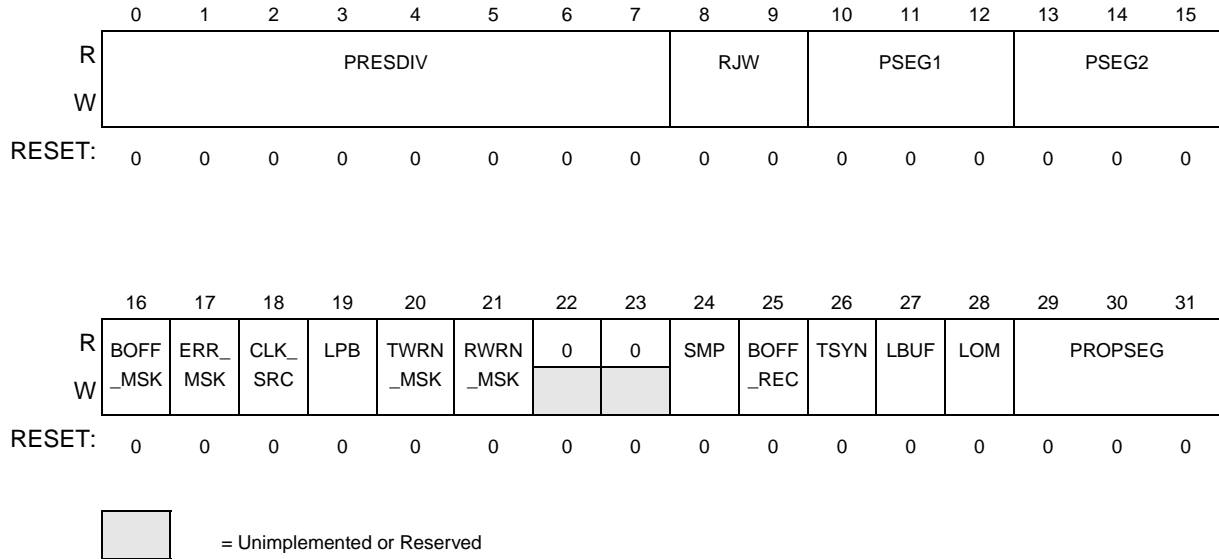 0 1 2 3 4 5 6 7 8 9 10 11 12 13 14 15
R PRESDIV RJW PSEG1 PSEG2
W
RESET: 0 0 0 0 0 0 0 0 0 0 0 0 0 0 0 0
16 17 18 19 20 21 22 23 24 25 26 27 28 29 30 31
R BOFF ERR_ CLK_ LPB TWRN RWRN 0 0 SMP BOFF TSYN LBUF LOM PROPSEG
W _MSK MSK SRC _MSK _MSK _REC
RESET: 0 0 0 0 0 0 0 0 0 0 0 0 0 0 0 0
= Unimplemented or Reserved